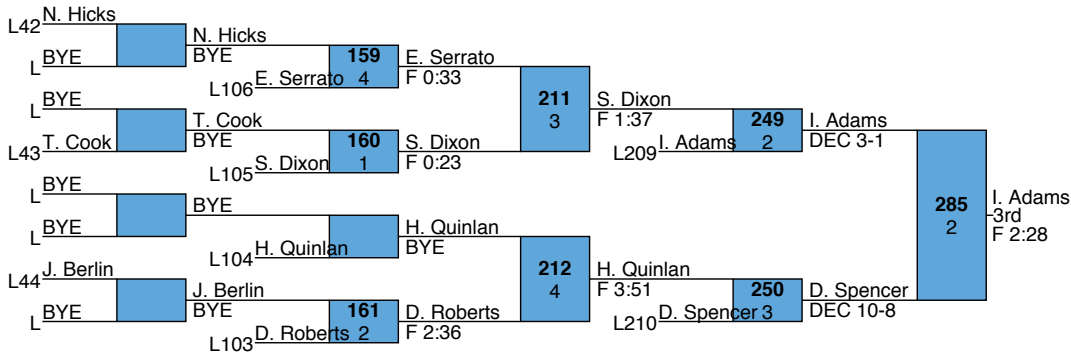 L42 N. Hicks
L BYE
N. Hicks
BYE
L106 E. Serrato
159
4
E. Serrato
F 0:33
L BYE
L43 T. Cook
T. Cook
BYE
L105 S. Dixon
160
1
S. Dixon
F 0:23
211
3
S. Dixon
F 1:37
L209 I. Adams
249
2
I. Adams
DEC 3-1
L BYE
L BYE
BYE
L104 H. Quinlan
H. Quinlan
BYE
L44 J. Berlin
L BYE
J. Berlin
BYE
L103 D. Roberts
161
2
D. Roberts
F 2:36
212
4
H. Quinlan
F 3:51
L210 D. Spencer
250
3
D. Spencer
DEC 10-8
285
2
I. Adams
3rd
F 2:28